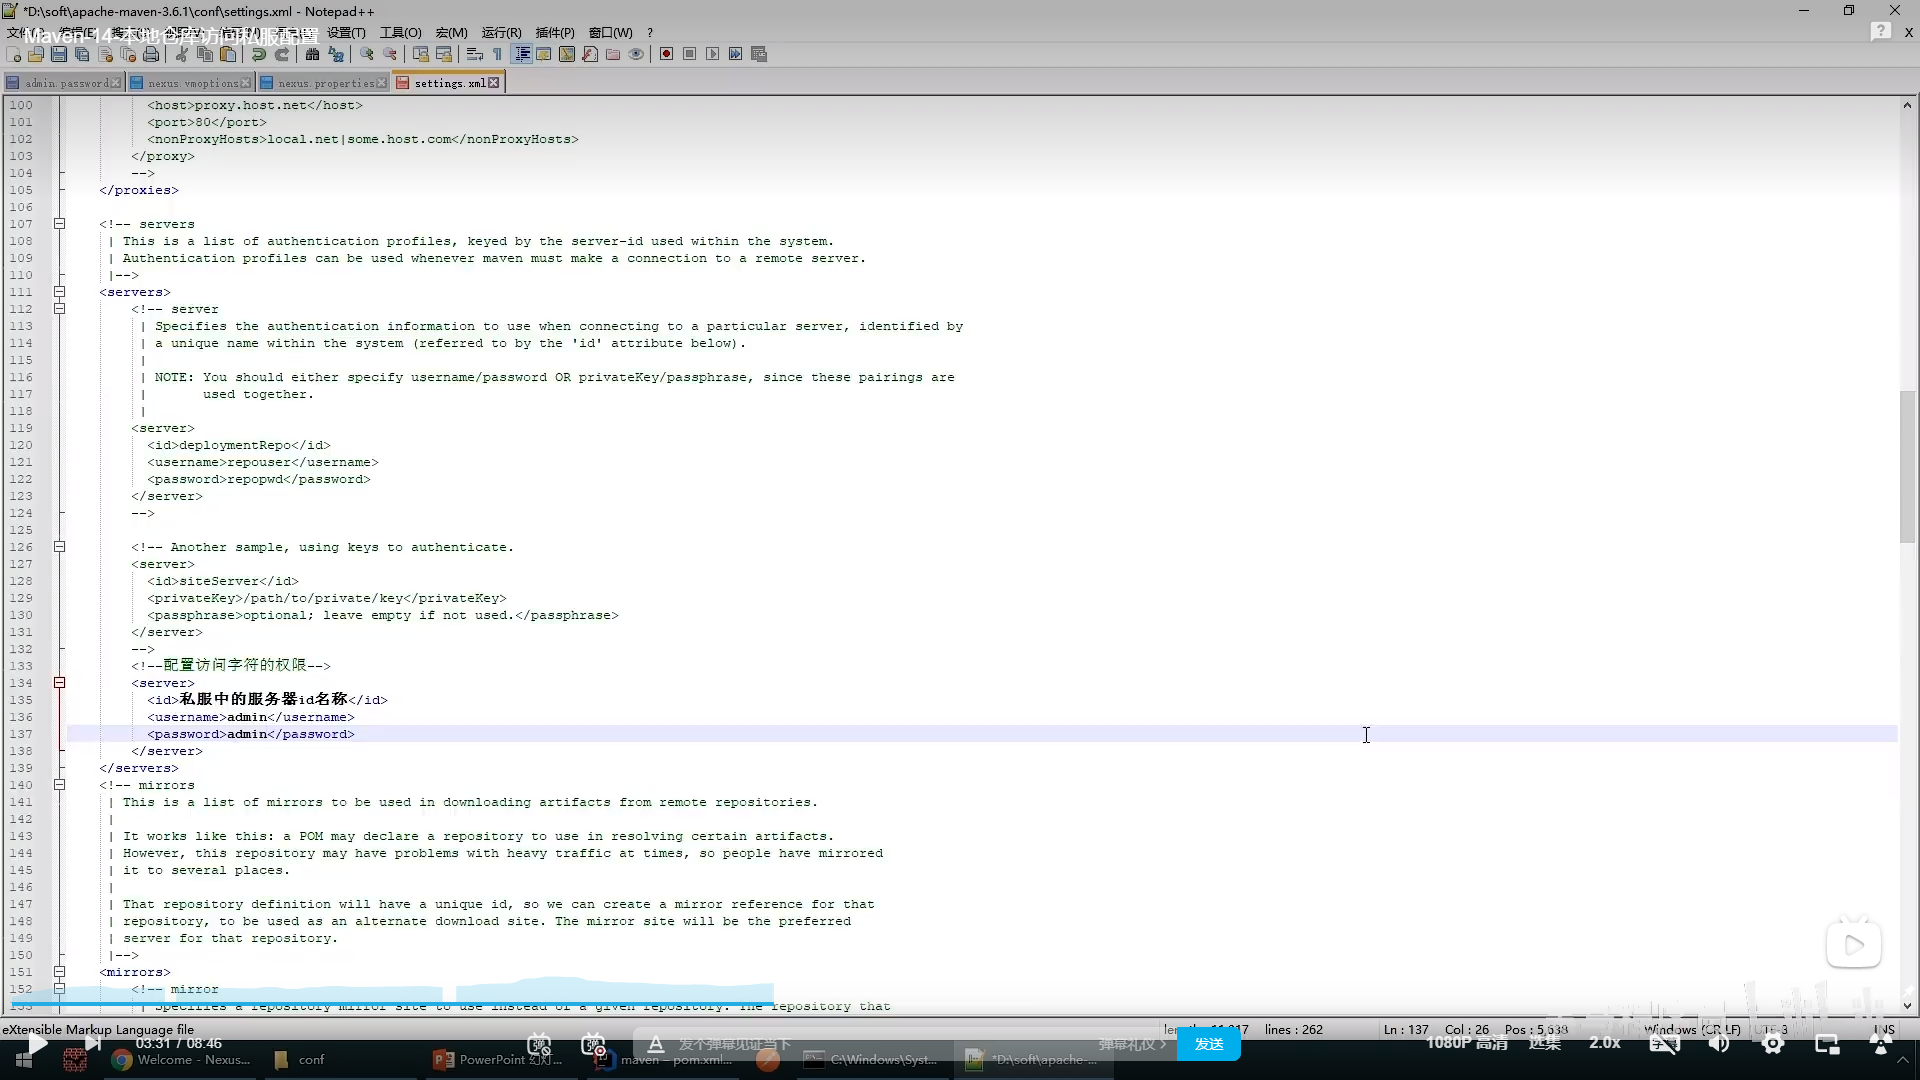 *D:\soft\apache-maven-3.6.1\conf\settings.xml - Notepad++
Maven-14-本地仓库访问私服配置
设置(T) 工具(O) 宏(M) 运行(R) 插件(P) 窗口(W) ?
X
admin.password nexus.vmoptions nexus.properties settings.xml
100 <host>proxy.host.net</host>
101 <port>80</port>
102 <nonProxyHosts>local.net|some.host.com</nonProxyHosts>
103 </proxy>
104 -->
105 </proxies>
106
107 <!-- servers
108 | This is a list of authentication profiles, keyed by the server-id used within the system.
109 | Authentication profiles can be used whenever maven must make a connection to a remote server.
110 |-->
111 <servers>
112 <!-- server
113 | Specifies the authentication information to use when connecting to a particular server, identified by
114 | a unique name within the system (referred to by the 'id' attribute below).
115 |
116 | NOTE: You should either specify username/password OR privateKey/passphrase, since these pairings are
117 | used together.
118 |
119 <server>
120 <id>deploymentRepo</id>
121 <username>repouser</username>
122 <password>repopwd</password>
123 </server>
124 -->
125
126 <!-- Another sample, using keys to authenticate.
127 <server>
128 <id>siteServer</id>
129 <privateKey>/path/to/private/key</privateKey>
130 <passphrase>optional; leave empty if not used.</passphrase>
131 </server>
132 -->
133 <!--配置访问字符的权限-->
134 <server>
135 <id>私服中的服务器id名称</id>
136 <username>admin</username>
137 <password>admin</password>
138 </server>
139 </servers>
140 <!-- mirrors
141 | This is a list of mirrors to be used in downloading artifacts from remote repositories.
142 |
143 | It works like this: a POM may declare a repository to use in resolving certain artifacts.
144 | However, this repository may have problems with heavy traffic at times, so people have mirrored
145 | it to several places.
146 |
147 | That repository definition will have a unique id, so we can create a mirror reference for that
148 | repository, to be used as an alternate download site. The mirror site will be the preferred
149 | server for that repository.
150 |-->
151 <mirrors>
152 <!-- mirror
153 | Specifies a repository mirror site to use instead of a given repository. The repository that
eXtensible Markup Language file lines : 262 Ln : 137 Col : 26 Pos : 5,638 Windows (CR LF) UTF-8 INS
03:31 / 08:46 发个弹幕见证当下 弹幕礼仪 > 发送 1080P 高清 选集 2.0x
Welcome - Nexus... conf PowerPoint 幻灯... maven – pom.xml... C:\Windows\Syst... *D:\soft\apache-...